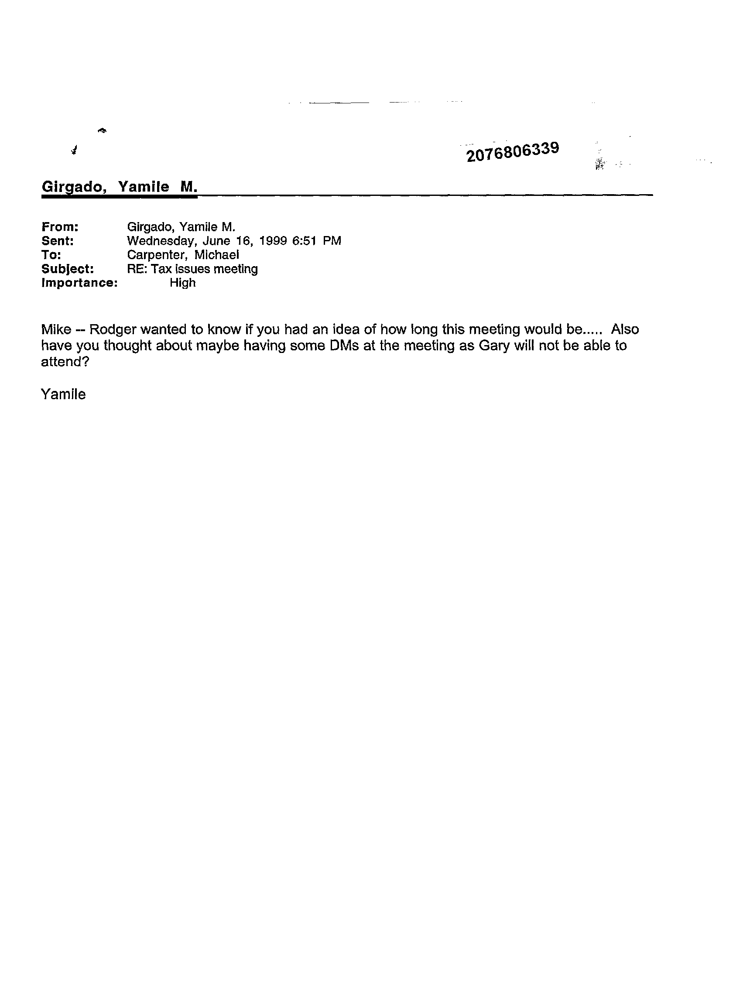 2076806339
Girgado, Yamile M.
From: Girgado, Yamile M.
Sent: Wednesday, June 16, 1999 6:51 PM
To: Carpenter, Michael
Subject: RE: Tax issues meeting
Importance: High
Mike -- Rodger wanted to know if you had an idea of how long this meeting would be..... Also
have you thought about maybe having some DMs at the meeting as Gary will not be able to
attend?
Yamile